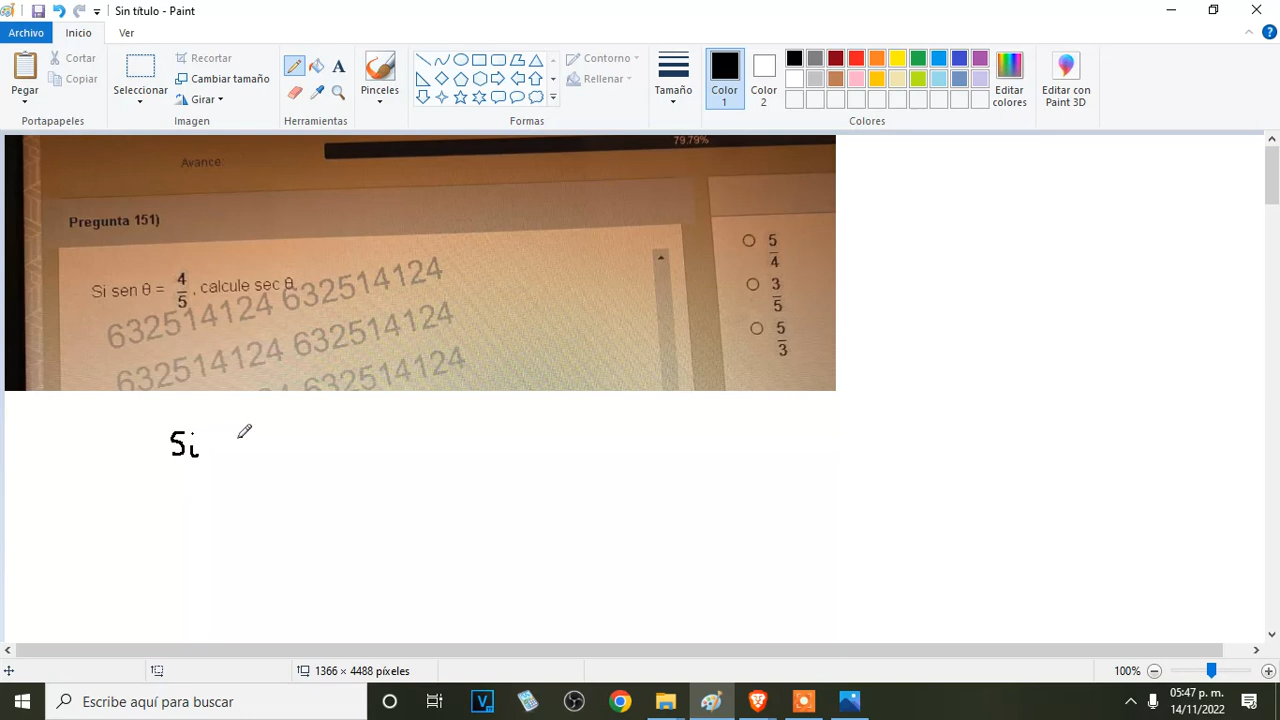 Sin título - Paint
Archivo Inicio Ver
Pegar
Cortar
Copiar
Portapapeles
Seleccionar
Recortar
Cambiar tamaño
Girar
Imagen
A
Herramientas
Pinceles
Contorno
Rellenar
Formas
Tamaño
Color 1
Color 2
Editar colores
Colores
Editar con Paint 3D
Avance:
79.79%
Pregunta 151)
Si sen θ = 4/5, calcule sec θ.
632514124 632514124
632514124 632514124
632514124
5/4
3/5
5/3
Si
1366 × 4488 píxeles
100%
Escribe aquí para buscar
05:47 p. m.
14/11/2022